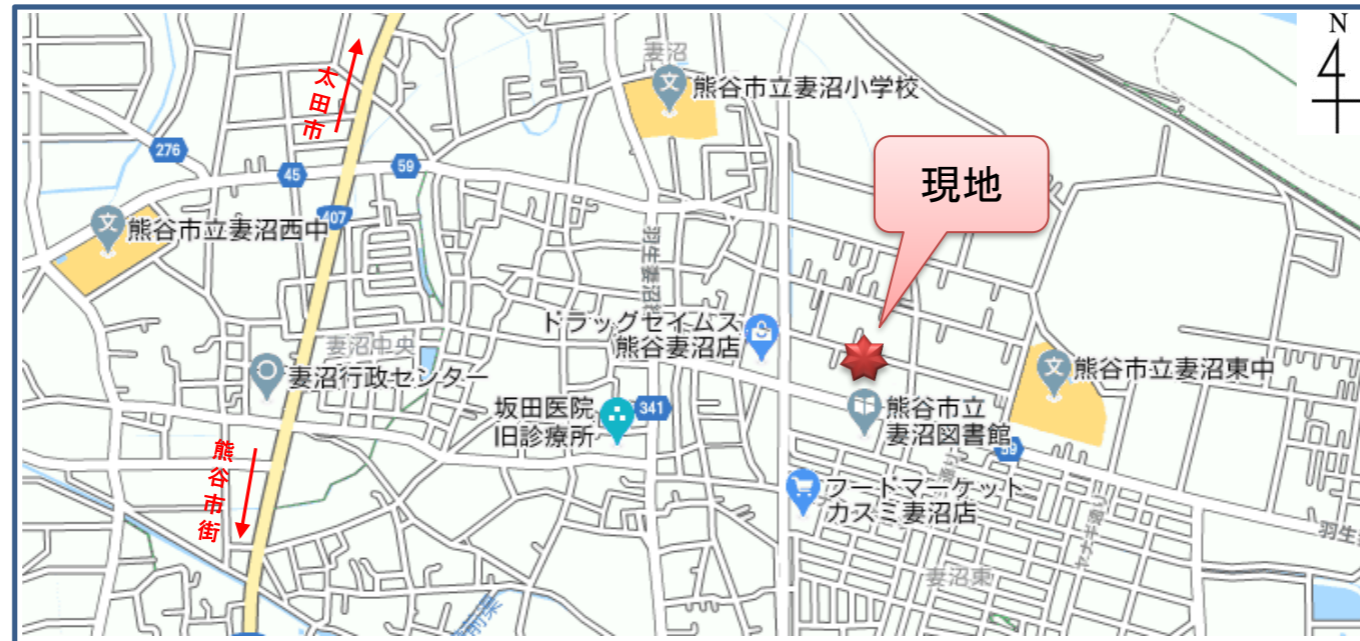 N
妻沼
熊谷市立妻沼小学校
太田市
276
45
59
407
現地
熊谷市立妻沼西中
羽生妻沼線
ドラッグセイムス
熊谷妻沼店
妻沼中央
妻沼行政センター
熊谷市立妻沼東中
坂田医院
旧診療所
341
熊谷市立
妻沼図書館
59
熊谷市街
フードマーケット
カスミ妻沼店
妻沼東
羽生